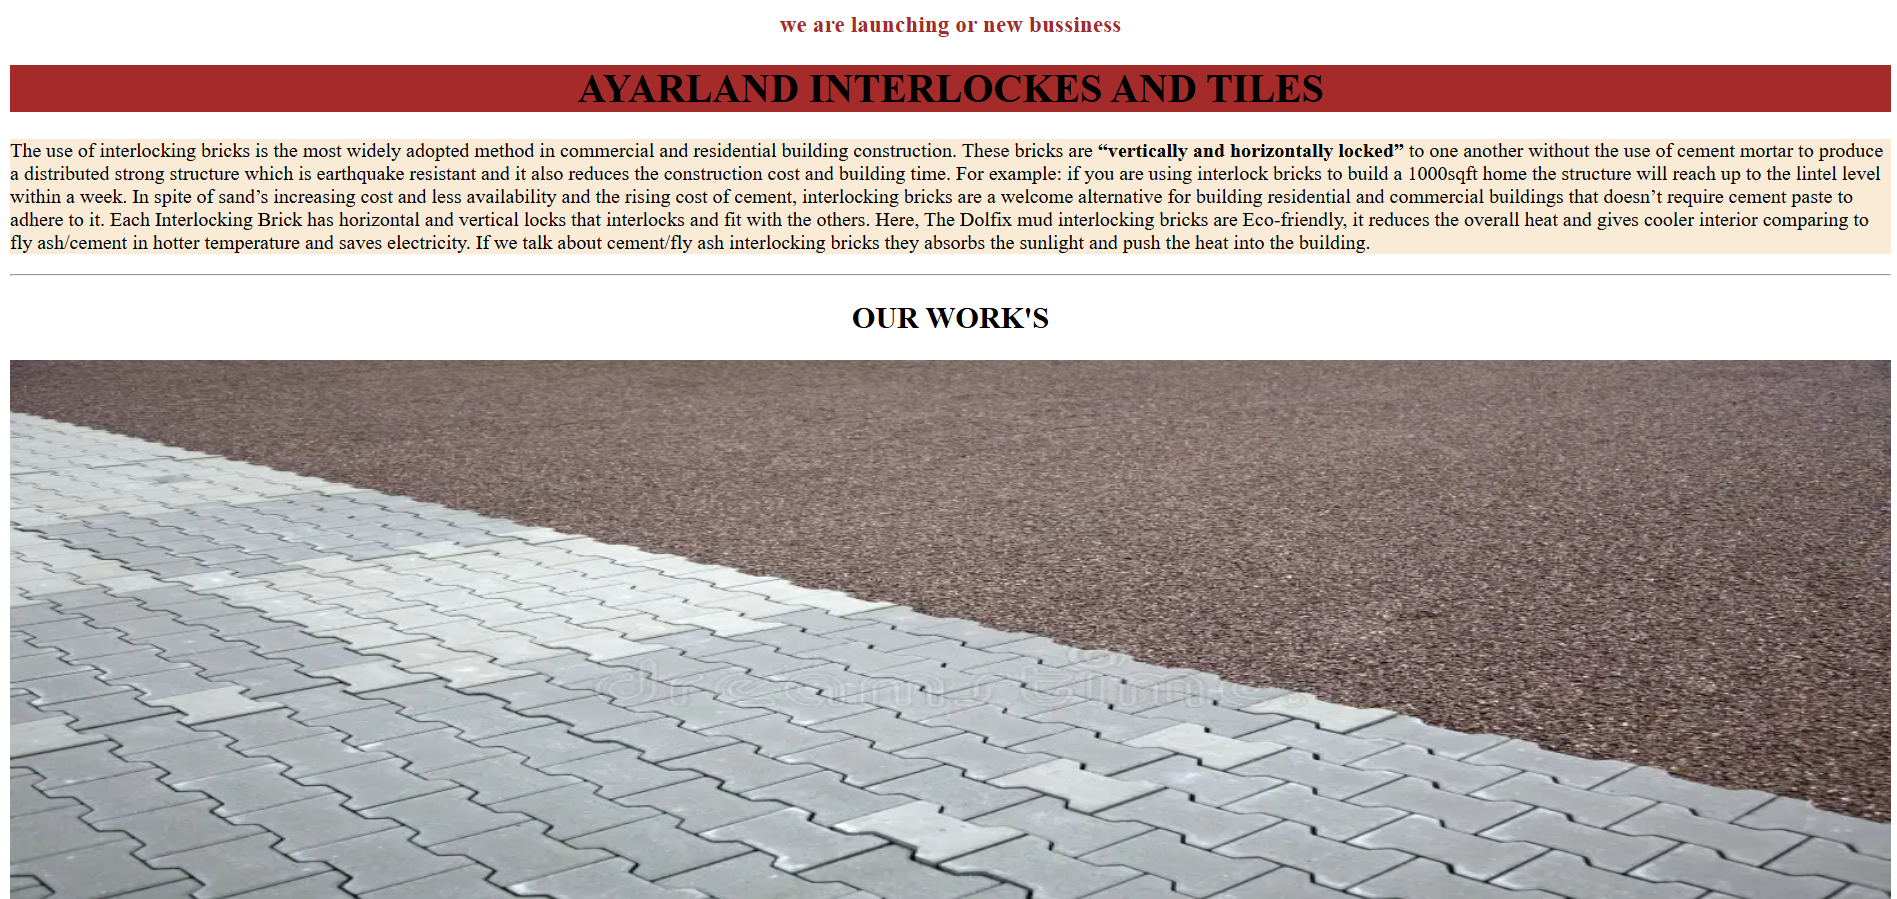 we are launching or new bussiness
AYARLAND INTERLOCKES AND TILES
The use of interlocking bricks is the most widely adopted method in commercial and residential building construction. These bricks are “vertically and horizontally locked” to one another without the use of cement mortar to produce
a distributed strong structure which is earthquake resistant and it also reduces the construction cost and building time. For example: if you are using interlock bricks to build a 1000sqft home the structure will reach up to the lintel level
within a week. In spite of sand’s increasing cost and less availability and the rising cost of cement, interlocking bricks are a welcome alternative for building residential and commercial buildings that doesn’t require cement paste to
adhere to it. Each Interlocking Brick has horizontal and vertical locks that interlocks and fit with the others. Here, The Dolfix mud interlocking bricks are Eco-friendly, it reduces the overall heat and gives cooler interior comparing to
fly ash/cement in hotter temperature and saves electricity. If we talk about cement/fly ash interlocking bricks they absorbs the sunlight and push the heat into the building.
OUR WORK'S
dreamstime